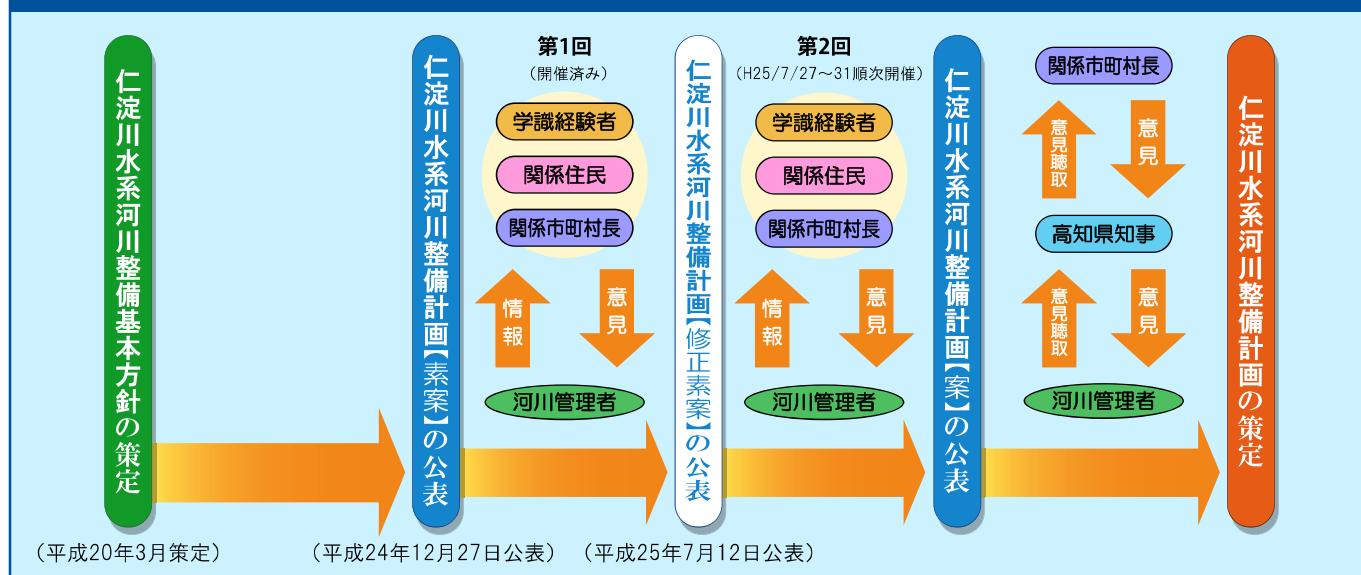 仁淀川水系河川整備基本方針の策定
（平成20年3月策定）
仁淀川水系河川整備計画【素案】の公表
（平成24年12月27日公表）
第1回
（開催済み）
学識経験者
関係住民
関係市町村長
情報
意見
河川管理者
仁淀川水系河川整備計画【修正素案】の公表
（平成25年7月12日公表）
第2回
（H25/7/27～31順次開催）
学識経験者
関係住民
関係市町村長
情報
意見
河川管理者
仁淀川水系河川整備計画【案】の公表
関係市町村長
意見聴取
意見
高知県知事
意見聴取
意見
河川管理者
仁淀川水系河川整備計画の策定